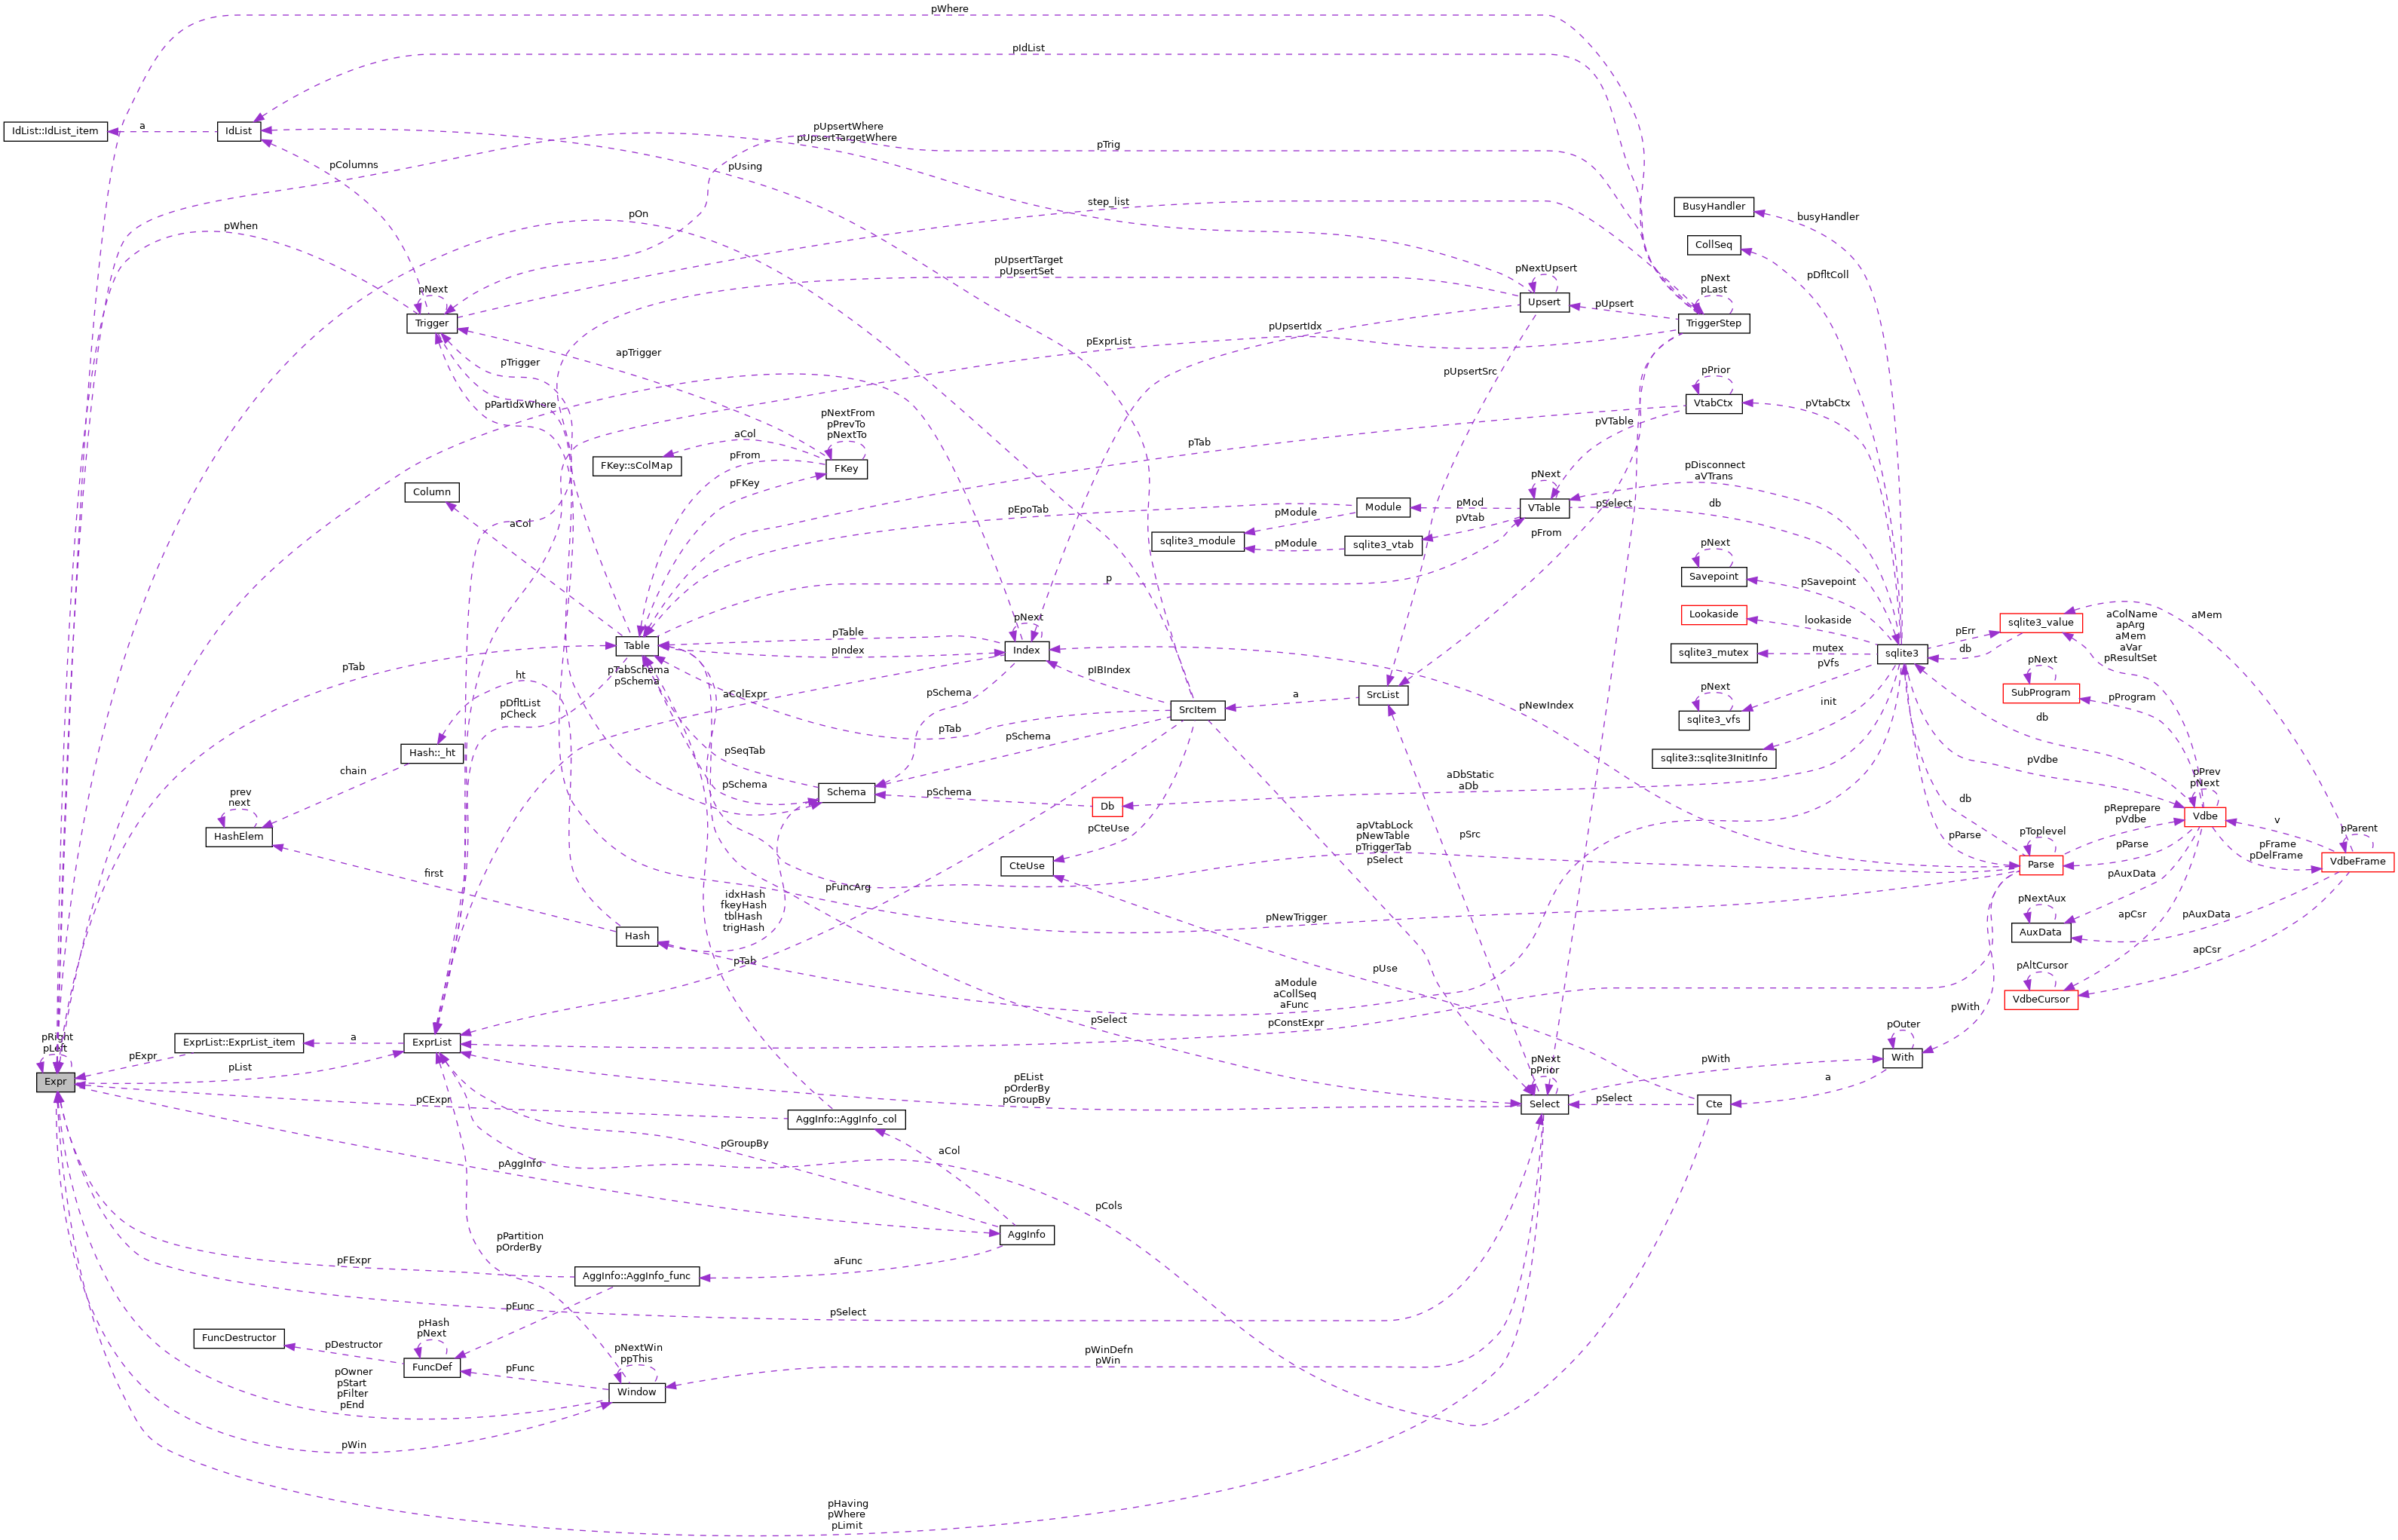 pWhere
pIdList
IdList::IdList_item
a
IdList
pUpsertWhere
pUpsertTargetWhere
pTrig
pColumns
pUsing
step_list
BusyHandler
busyHandler
pOn
pWhen
CollSeq
pUpsertTarget
pUpsertSet
pNextUpsert
pDfltColl
pNext
pNext
pLast
Upsert
pUpsert
Trigger
TriggerStep
pUpsertIdx
pExprList
apTrigger
pTrigger
pUpsertSrc
pPrior
pPartIdxWhere
VtabCtx
pVtabCtx
pNextFrom
pPrevTo
pNextTo
aCol
pVTable
pTab
pFrom
FKey::sColMap
FKey
pDisconnect
aVTrans
pFKey
pNext
Column
pMod
pSelect
db
Module
VTable
pEpoTab
pModule
pVtab
aCol
pFrom
sqlite3_module
pModule
sqlite3_vtab
pNext
p
Savepoint
pSavepoint
Lookaside
lookaside
aColName
apArg
aMem
aVar
pResultSet
aMem
sqlite3_value
pNext
pTable
pErr
Table
pIndex
Index
sqlite3_mutex
mutex
sqlite3
db
pNext
pTab
pTabSchema
pSchema
pIBIndex
pVfs
ht
pSchema
aColExpr
SrcList
pNext
SubProgram
pProgram
pDfltList
pCheck
a
SrcItem
pNewIndex
init
sqlite3_vfs
db
pTab
pSchema
Hash::_ht
pSeqTab
sqlite3::sqlite3InitInfo
pVdbe
chain
aDbStatic
aDb
pPrev
pNext
pSchema
Schema
pSchema
prev
next
Db
db
pReprepare
pVdbe
Vdbe
v
HashElem
pCteUse
pSrc
apVtabLock
pNewTable
pTriggerTab
pParse
pToplevel
pParent
pParse
pFrame
pDelFrame
pSelect
CteUse
Parse
VdbeFrame
first
pFuncArg
pAuxData
idxHash
fkeyHash
tblHash
trigHash
pNextAux
pNewTrigger
apCsr
pAuxData
Hash
AuxData
apCsr
pTab
pUse
pAltCursor
aModule
aCollSeq
aFunc
VdbeCursor
pWith
pSelect
pConstExpr
pOuter
pRight
pLeft
ExprList::ExprList_item
a
ExprList
pExpr
pNext
pPrior
pWith
With
pList
Expr
pEList
pOrderBy
pGroupBy
a
pCExpr
Select
pSelect
Cte
AggInfo::AggInfo_col
pGroupBy
aCol
pAggInfo
pCols
AggInfo
pPartition
pOrderBy
pFExpr
aFunc
AggInfo::AggInfo_func
pFunc
pSelect
pHash
pNext
FuncDestructor
pDestructor
pNextWin
ppThis
pWinDefn
pWin
FuncDef
pFunc
pOwner
pStart
pFilter
pEnd
Window
pWin
pHaving
pWhere
pLimit